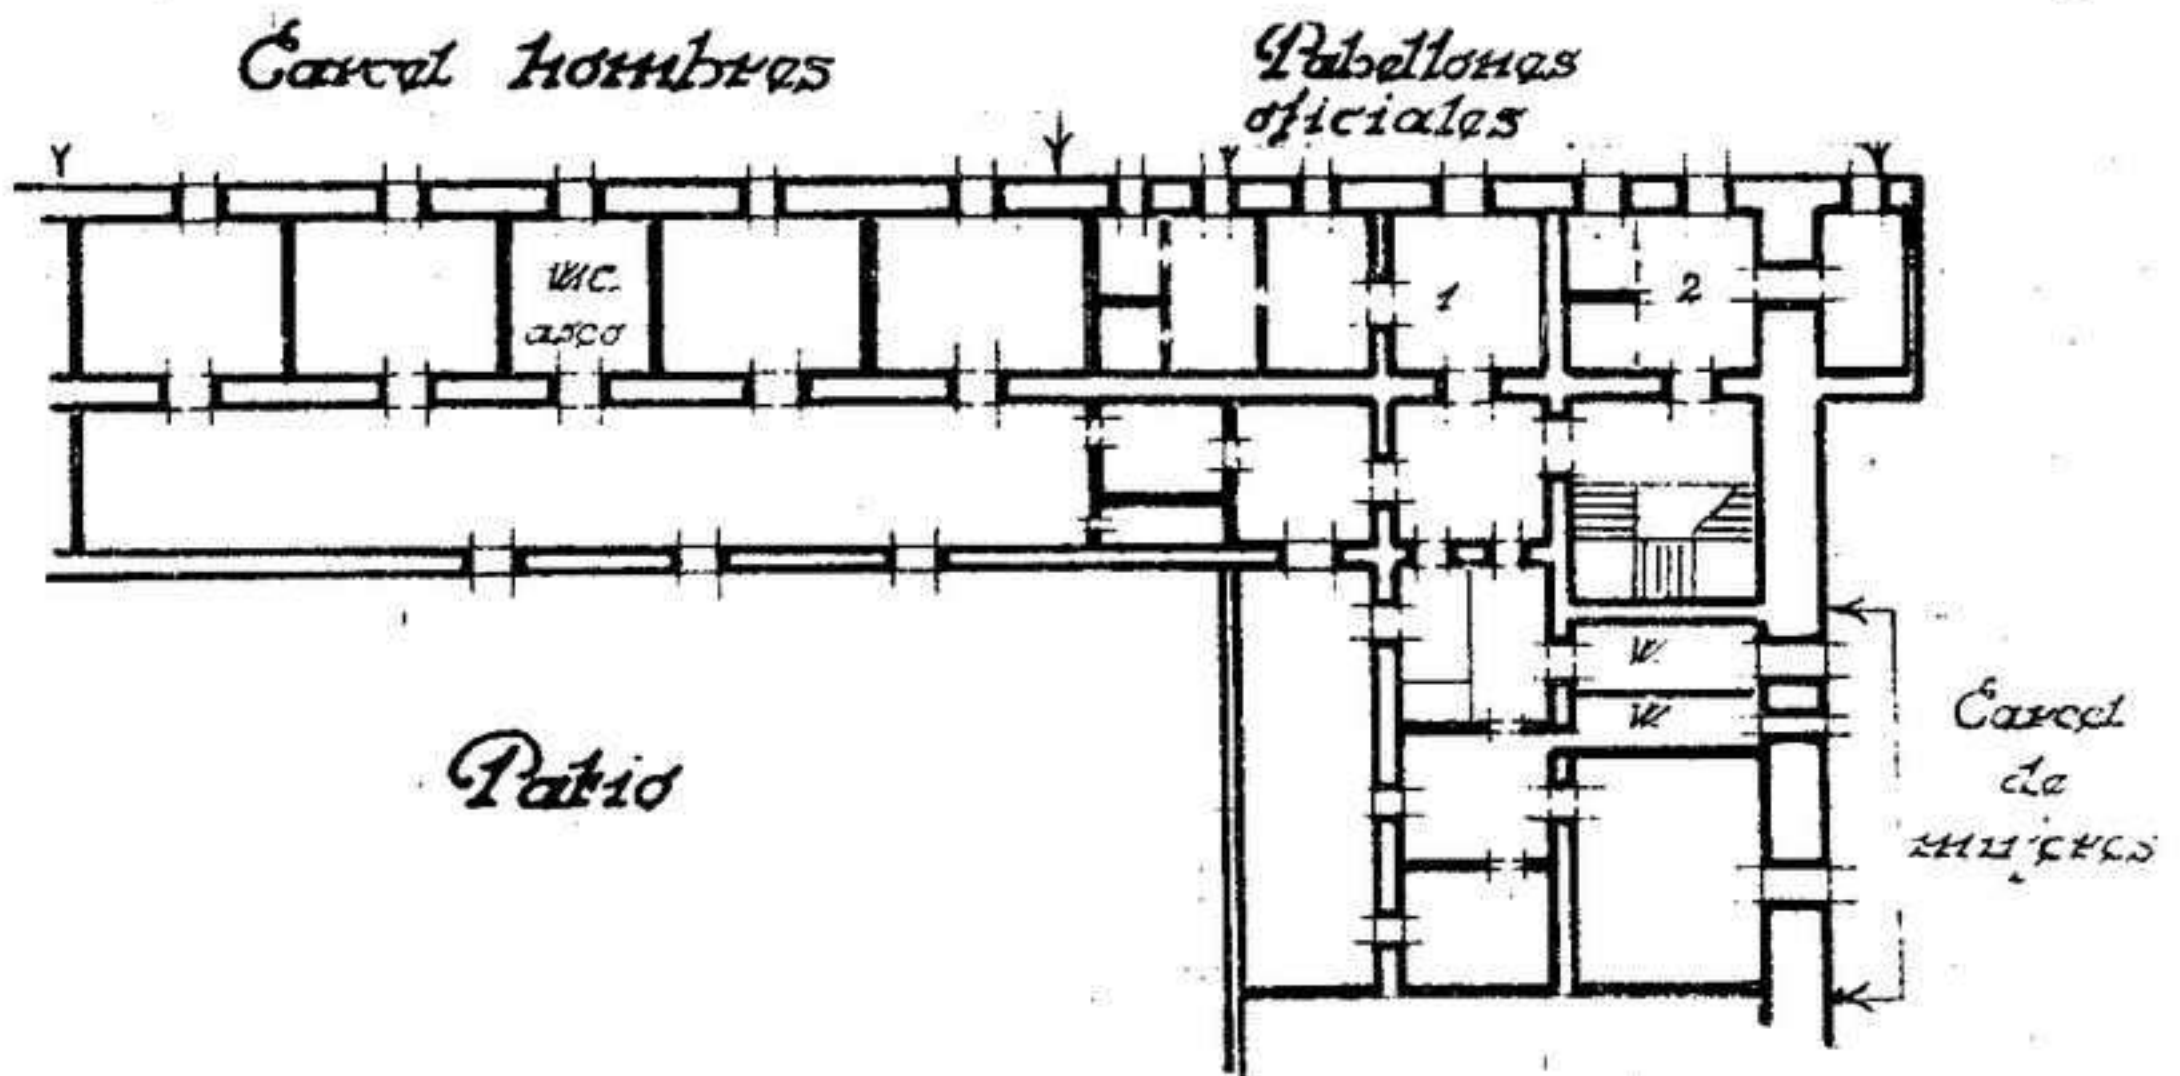 Carcel hombres
Pabellones
oficiales
W.C.
aseo
1
2
W.
W.
Carcel
de
mujeres
Patio